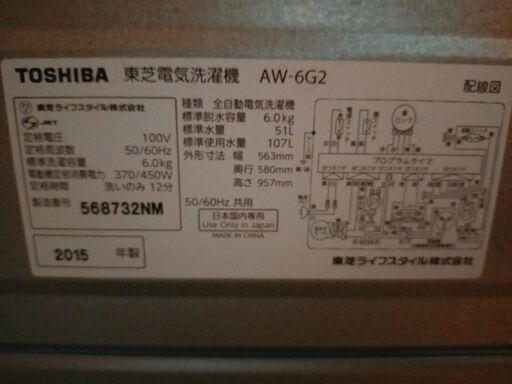 TOSHIBA 東芝電気洗濯機 AW-6G2
東芝ライフスタイル株式会社
JET
定格電圧 100V
定格周波数 50/60Hz
標準洗濯容量 6.0kg
電動機定格消費電力 370/450W
定格時間 洗いのみ 12分
製造番号 568732NM
2015 年製
種類 全自動電気洗濯機
標準脱水容量 6.0kg
標準水量 51L
標準使用水量 107L
外形寸法 幅 563mm
奥行 580mm
高さ 957mm
50/60Hz 共用
日本国内専用
Use Only in Japan
MADE IN CHINA
配線図
プログラムタイマ
東芝ライフスタイル株式会社